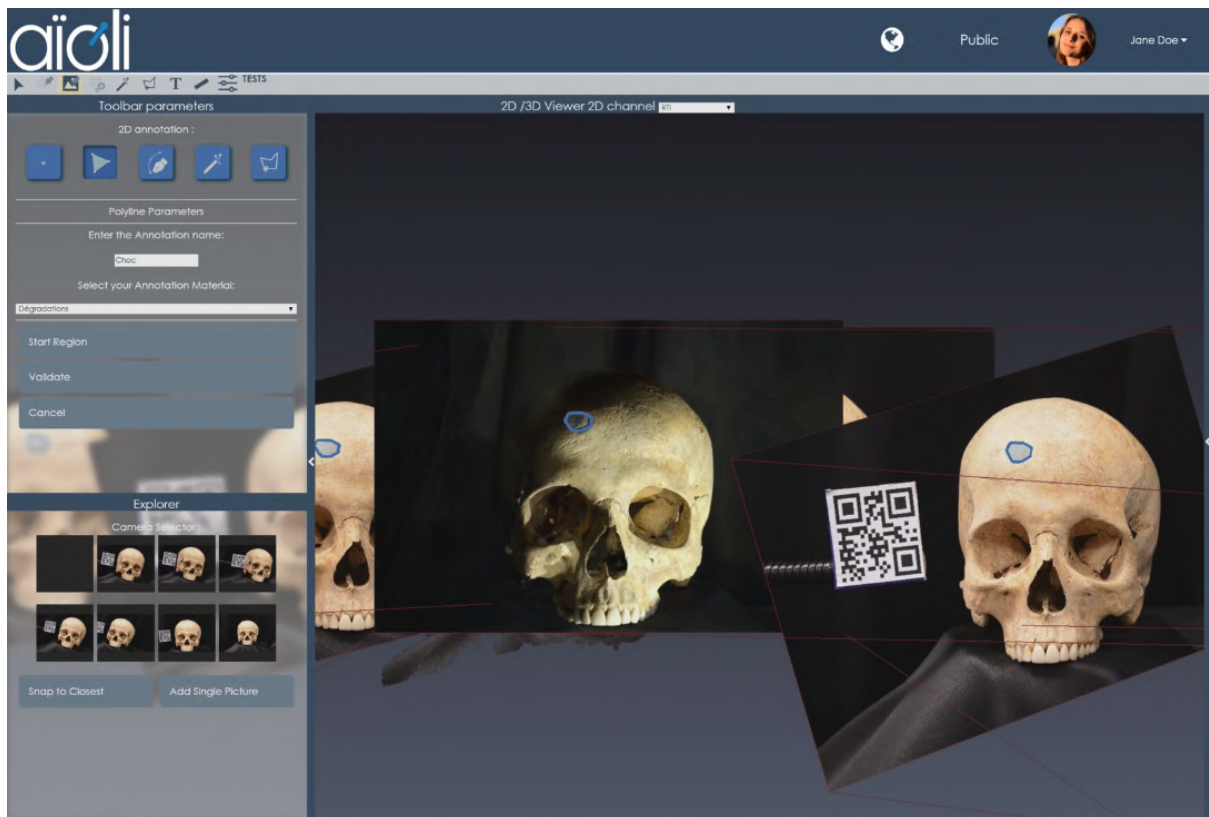 aïoli
Public
Jane Doe
T
TESTS
Toolbar parameters
2D /3D Viewer 2D channel RTI
2D annotation :
Polyline Parameters
Enter the Annotation name:
Choc
Select your Annotation Material:
Dégradations
Start Region
Validate
Cancel
Explorer
Camera Selector :
Snap to Closest
Add Single Picture